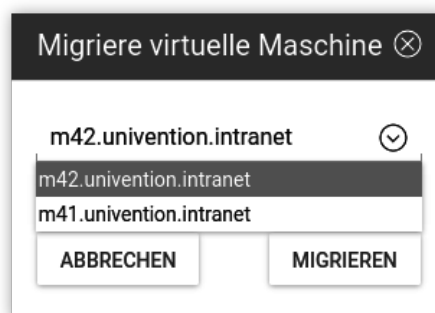 Migriere virtuelle Maschine
m42.univention.intranet
m42.univention.intranet
m41.univention.intranet
ABBRECHEN MIGRIEREN